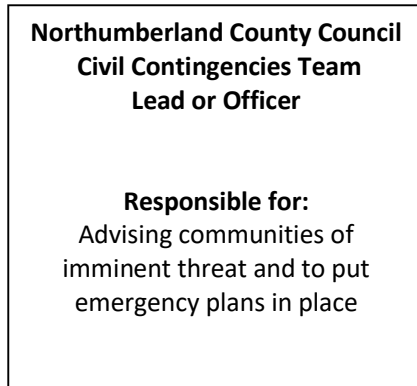 Northumberland County Council
Civil Contingencies Team
Lead or Officer
Responsible for:
Advising communities of
imminent threat and to put
emergency plans in place